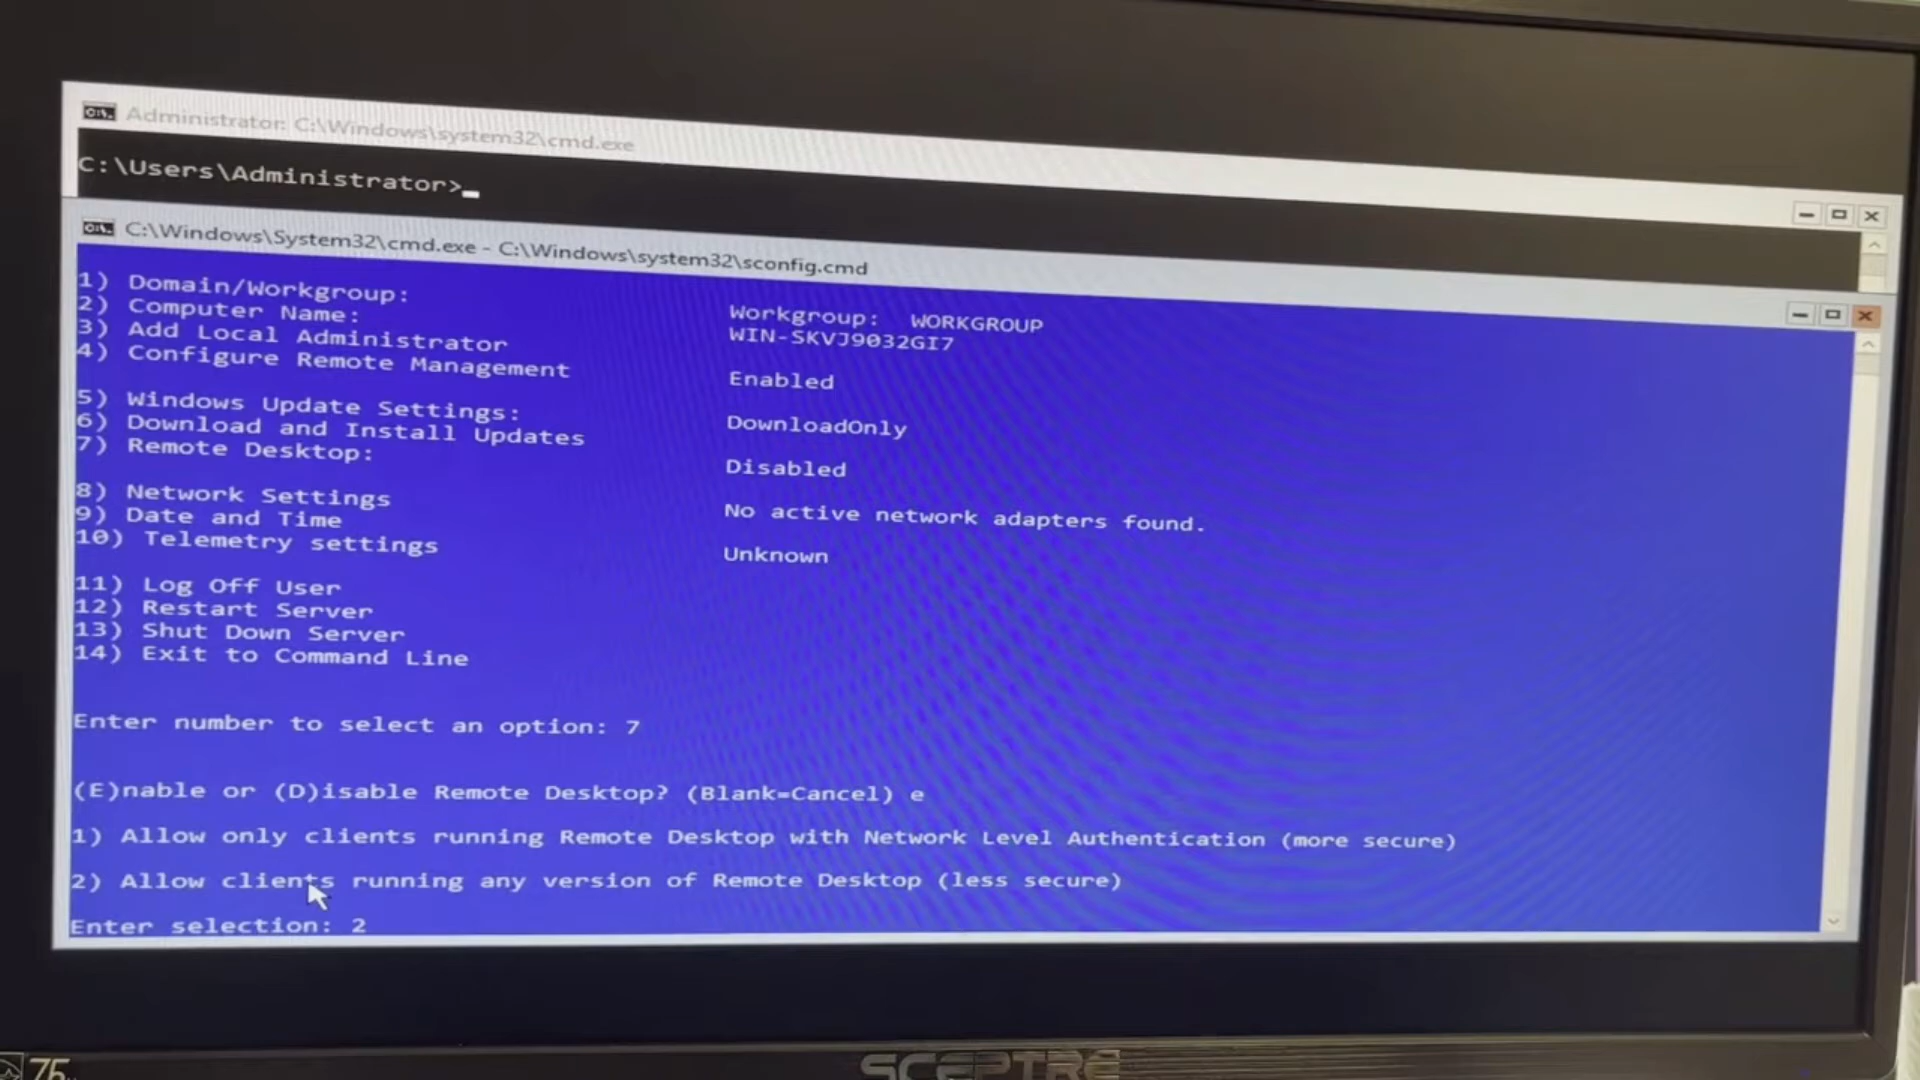 Administrator: C:\Windows\system32\cmd.exe
C:\Users\Administrator>
C:\Windows\System32\cmd.exe - C:\Windows\system32\sconfig.cmd
1) Domain/Workgroup: Workgroup: WORKGROUP
2) Computer Name: WIN-SKVJ9032GI7
3) Add Local Administrator
4) Configure Remote Management Enabled
5) Windows Update Settings: DownloadOnly
6) Download and Install Updates
7) Remote Desktop: Disabled
8) Network Settings
9) Date and Time No active network adapters found.
10) Telemetry settings Unknown
11) Log Off User
12) Restart Server
13) Shut Down Server
14) Exit to Command Line
Enter number to select an option: 7
(E)nable or (D)isable Remote Desktop? (Blank=Cancel) e
1) Allow only clients running Remote Desktop with Network Level Authentication (more secure)
2) Allow clients running any version of Remote Desktop (less secure)
Enter selection: 2
75
SCEPTRE